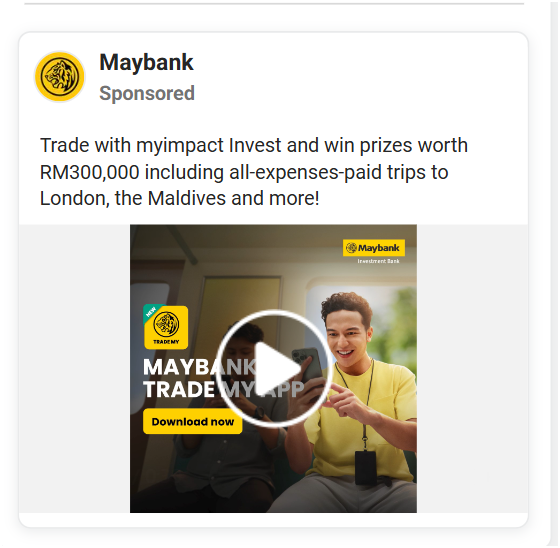 Maybank
Sponsored
Trade with myimpact Invest and win prizes worth
RM300,000 including all-expenses-paid trips to
London, the Maldives and more!
Maybank
Investment Bank
NEW
TRADE MY
MAYBANK
TRADE MY APP
Download now